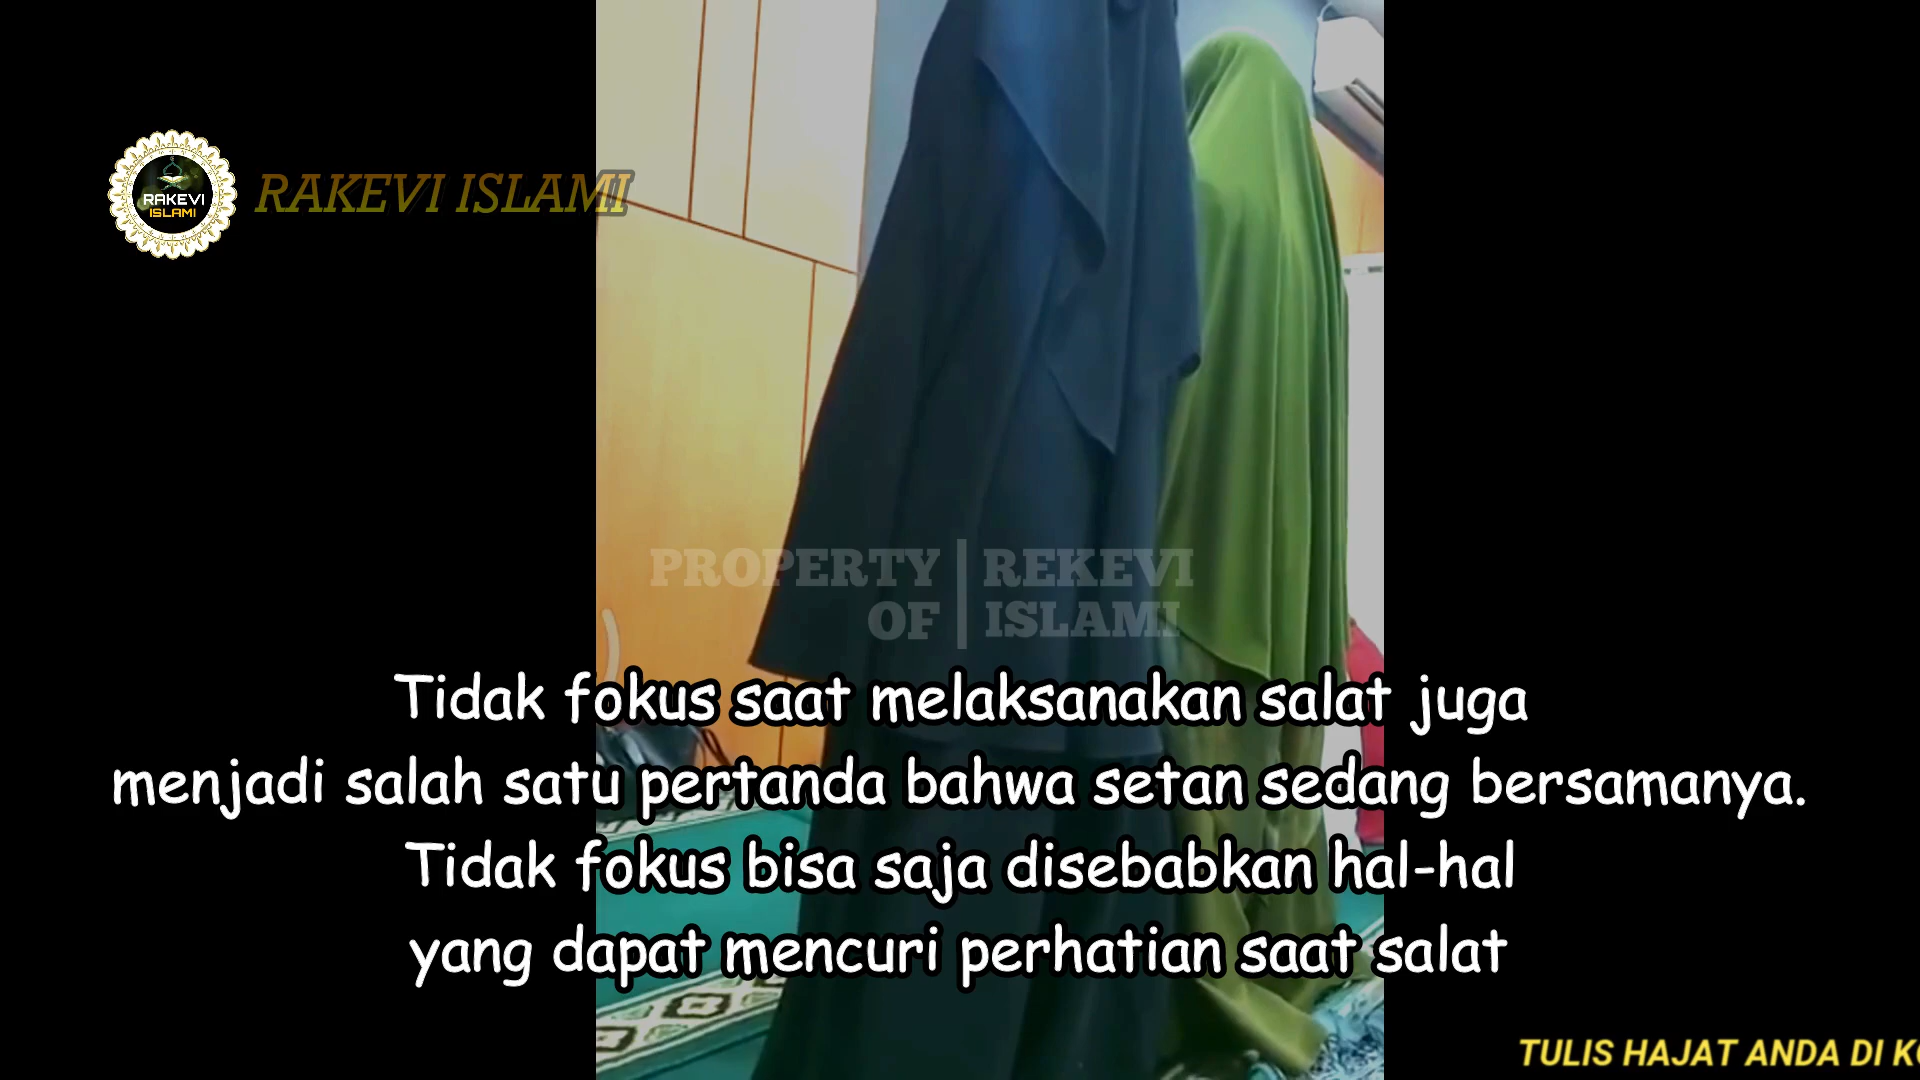 RAKEVI
ISLAMI
RAKEVI ISLAMI
PROPERTY OF
REKEVI ISLAMI
Tidak fokus saat melaksanakan salat juga
menjadi salah satu pertanda bahwa setan sedang bersamanya.
Tidak fokus bisa saja disebabkan hal-hal
yang dapat mencuri perhatian saat salat
TULIS HAJAT ANDA DI